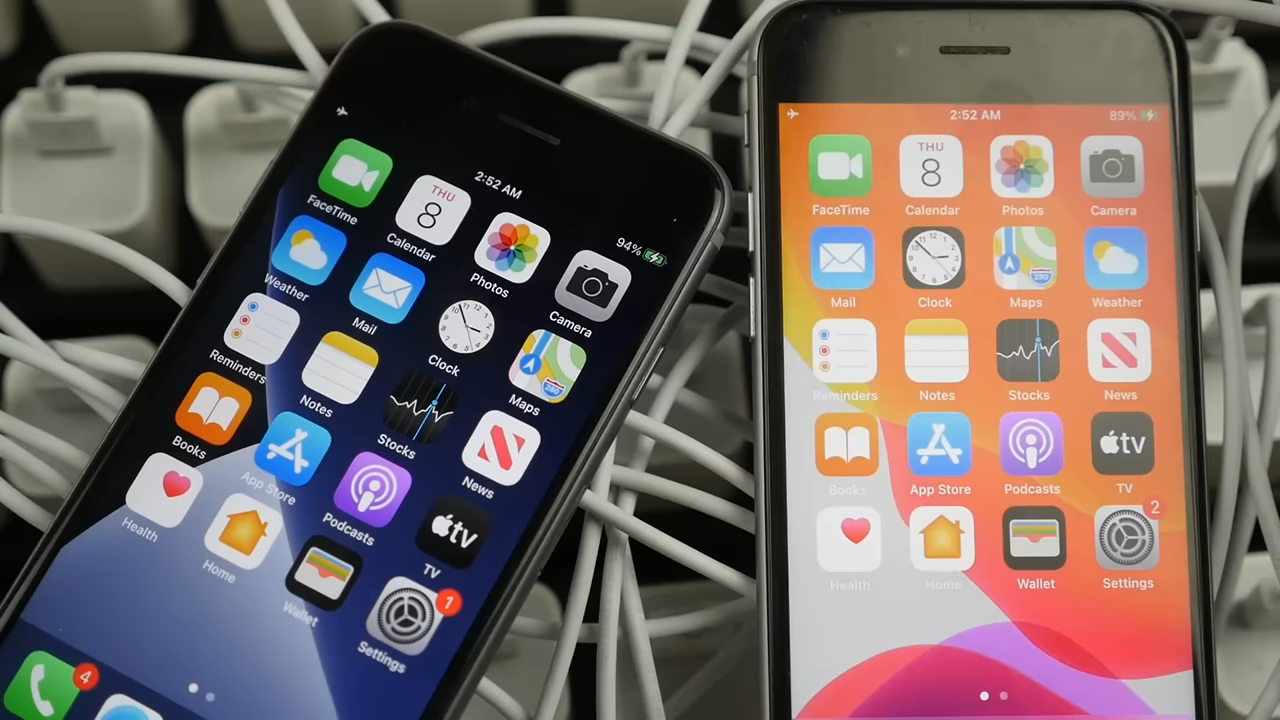 2:52 AM
94%
FaceTime
THU
8
Calendar
Photos
Camera
Weather
Mail
Clock
280
Maps
Reminders
Notes
Stocks
News
Books
App Store
Podcasts
tv
TV
Health
Home
Wallet
1
Settings
4
2:52 AM
89%
FaceTime
THU
8
Calendar
Photos
Camera
Mail
Clock
280
Maps
Weather
Reminders
Notes
Stocks
News
Books
App Store
Podcasts
tv
TV
Health
Home
Wallet
2
Settings